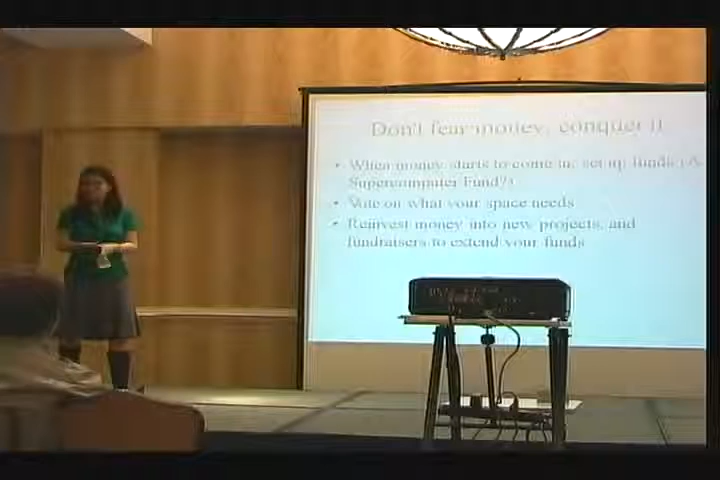 Don't fear money, conquer it
• When money starts to come in, set up funds (A
Supercomputer Fund?)
• Vote on what your space needs
• Reinvest money into new projects, and
fundraisers to extend your funds